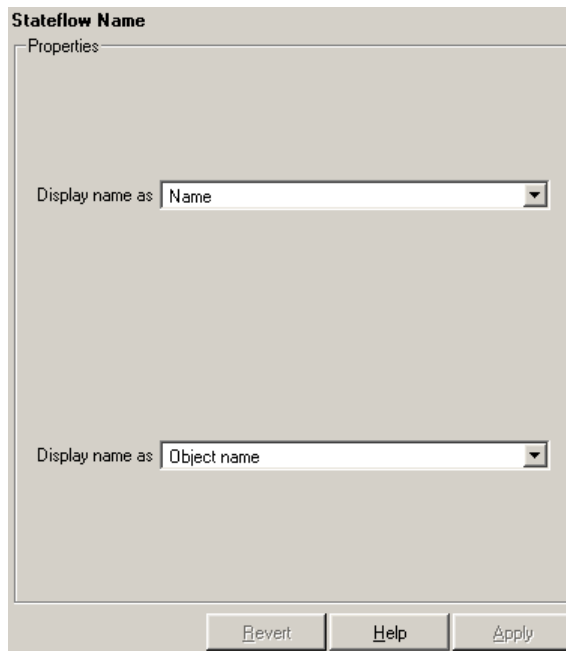 Stateflow Name
Properties
Display name as Name
Display name as Object name
Revert Help Apply